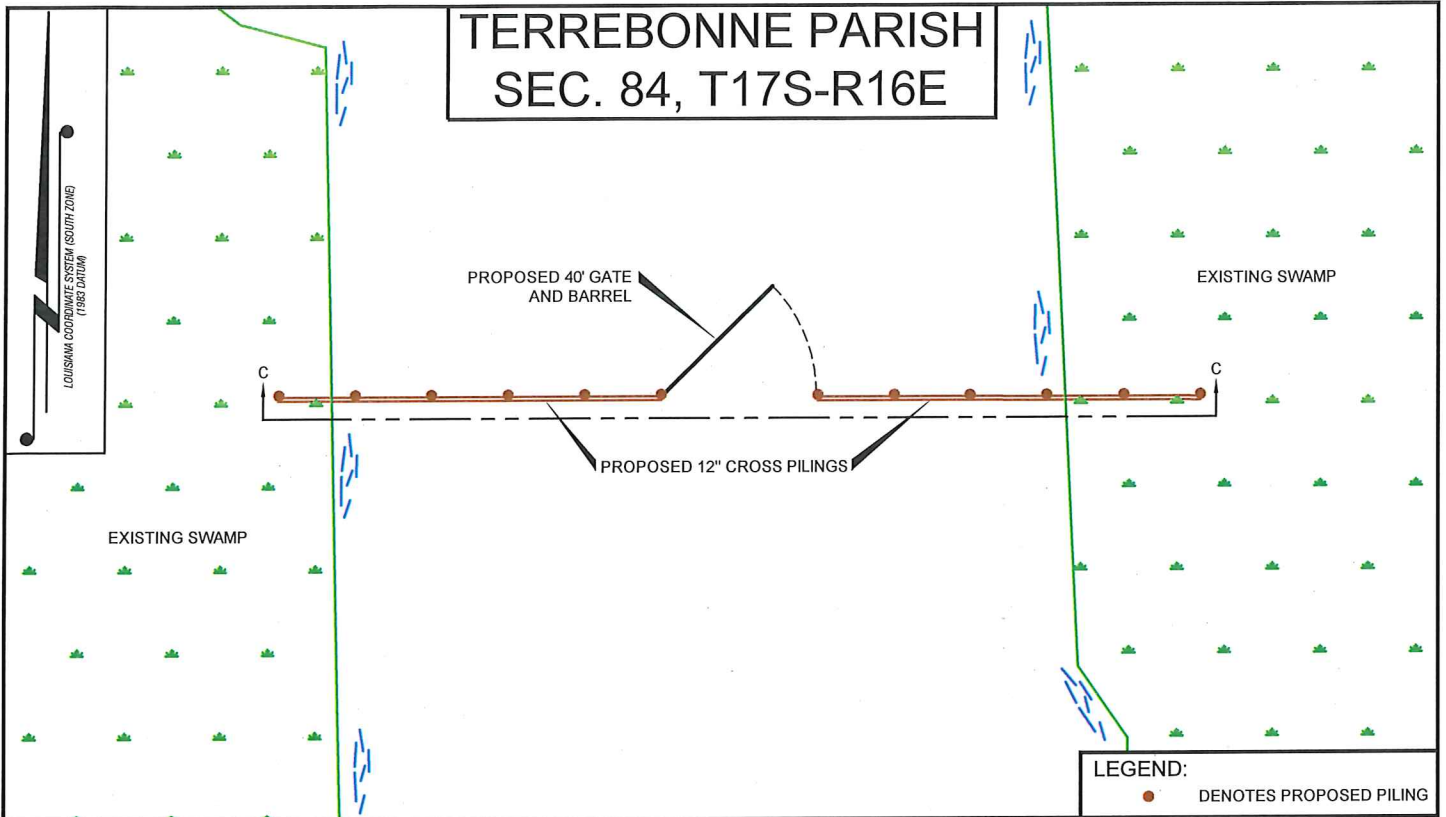 TERREBONNE PARISH
SEC. 84, T17S-R16E
LOUISIANA COORDINATE SYSTEM (SOUTH ZONE)
(1983 DATUM)
PROPOSED 40' GATE
AND BARREL
EXISTING SWAMP
C
C
PROPOSED 12" CROSS PILINGS
EXISTING SWAMP
LEGEND:
DENOTES PROPOSED PILING